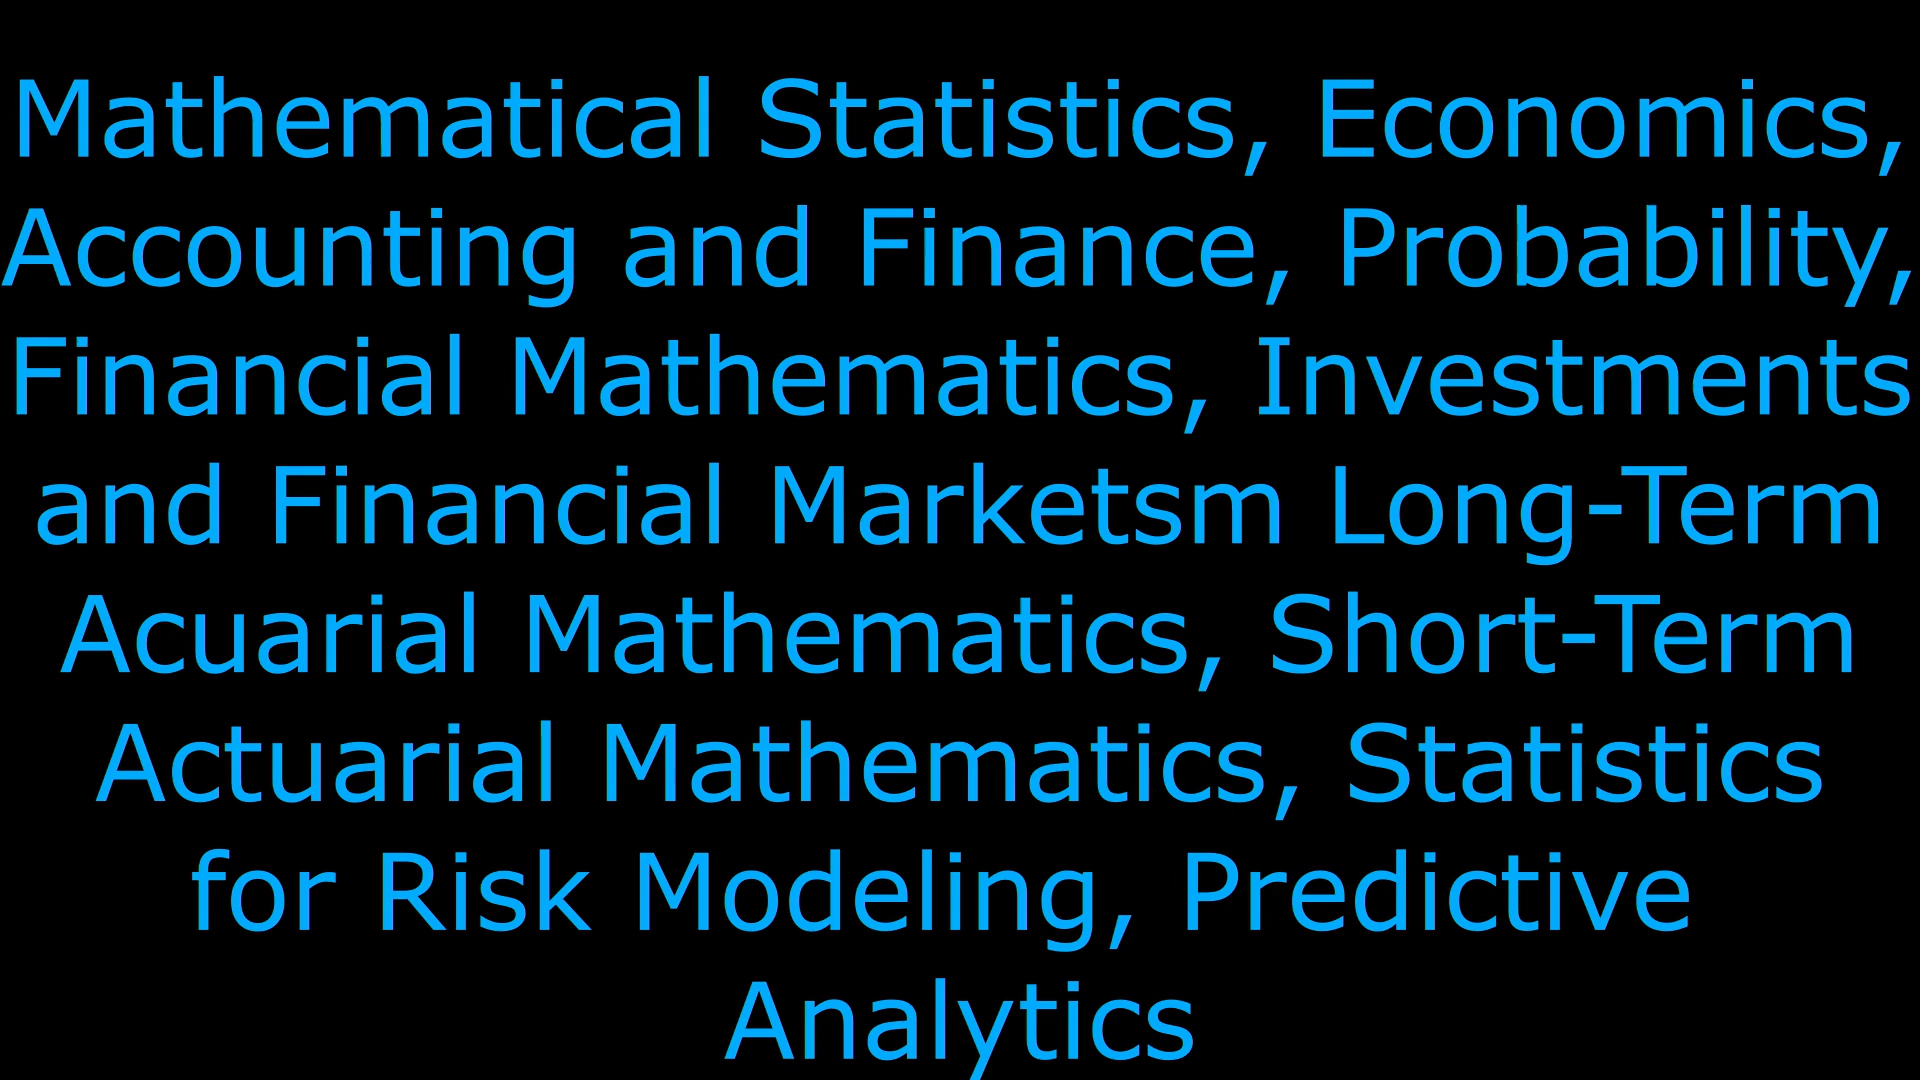 Mathematical Statistics, Economics,
Accounting and Finance, Probability,
Financial Mathematics, Investments
and Financial Marketsm Long-Term
Acuarial Mathematics, Short-Term
Actuarial Mathematics, Statistics
for Risk Modeling, Predictive
Analytics